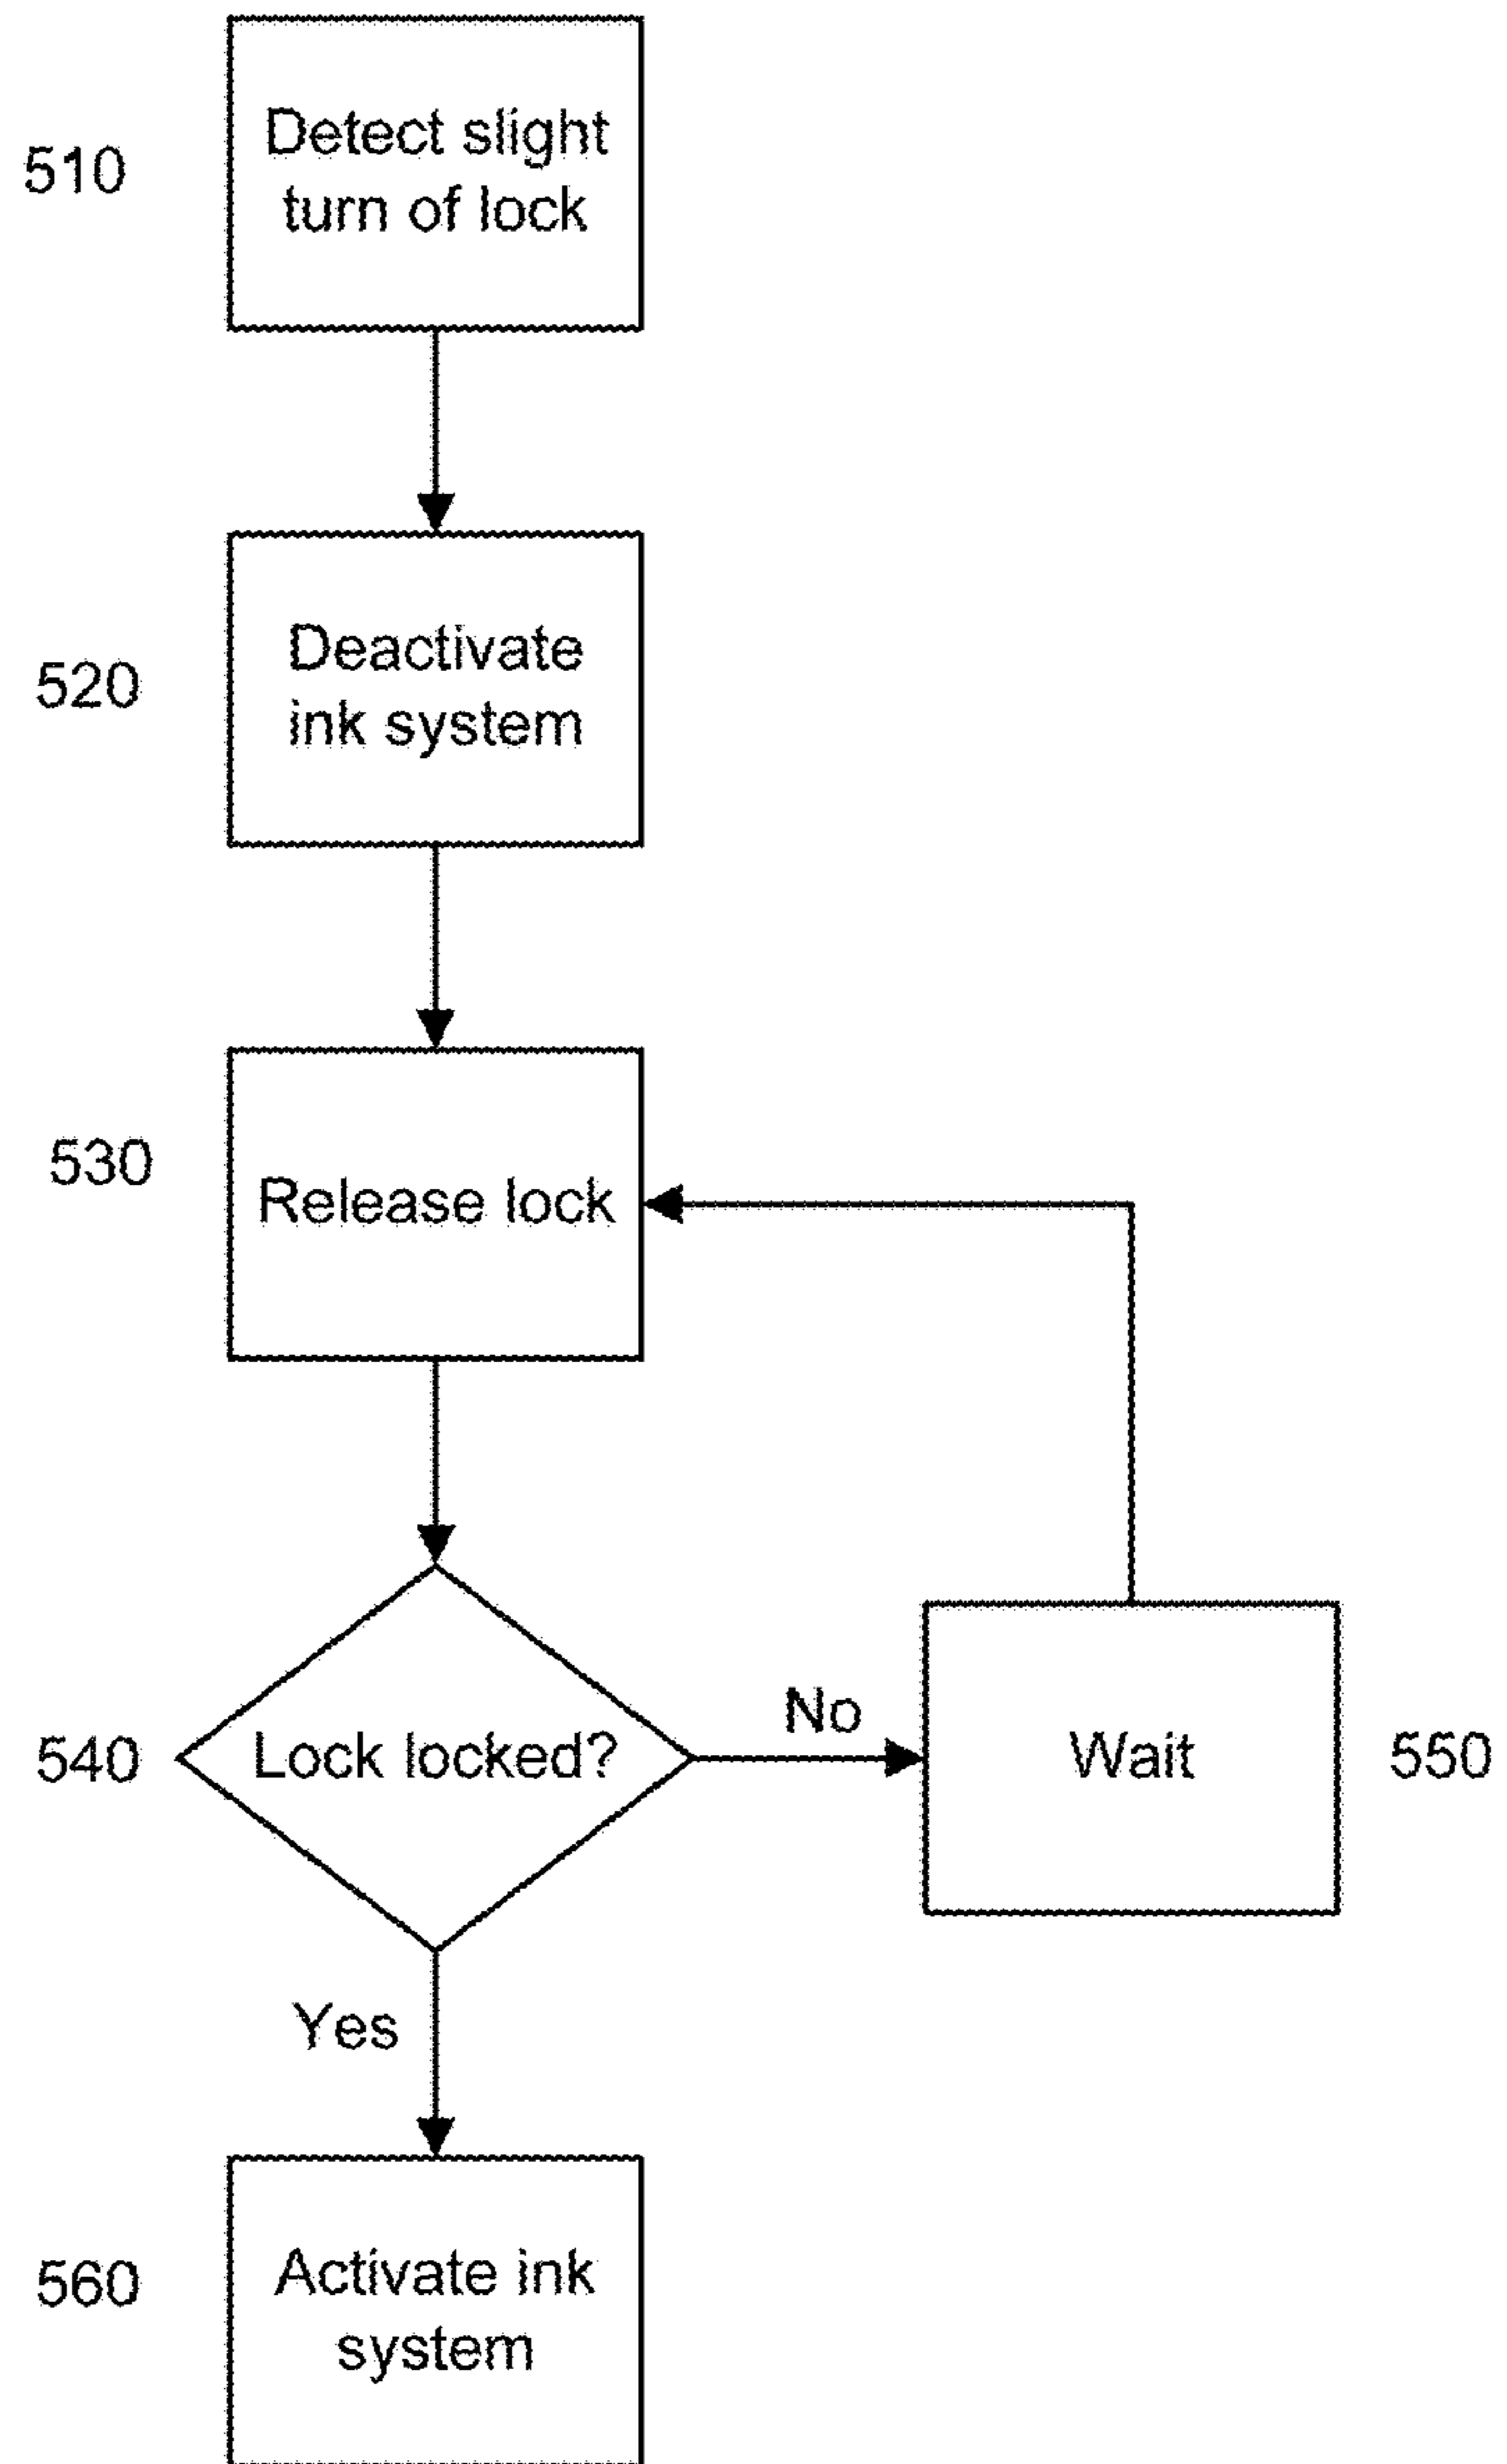 510
Detect slight
turn of lock
520
Deactivate
ink system
530
Release lock
540
Lock locked?
No
Wait
550
Yes
560
Activate ink
system